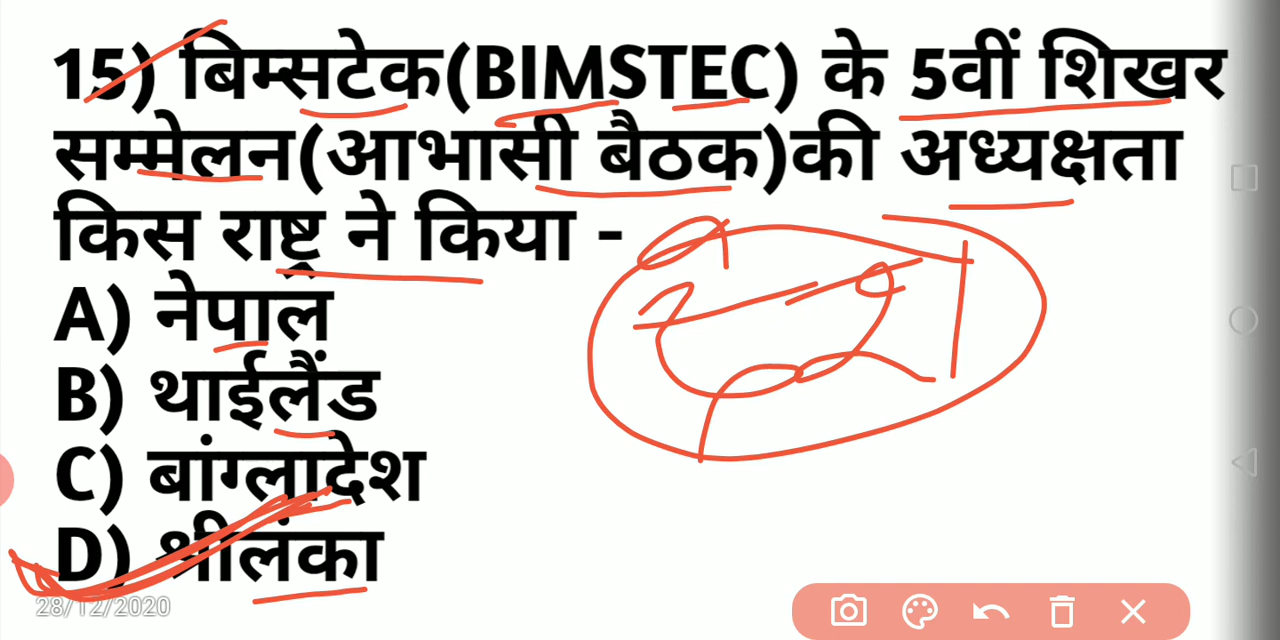 15) बिम्सटेक(BIMSTEC) के 5वीं शिखर
सम्मेलन(आभासी बैठक)की अध्यक्षता
किस राष्ट्र ने किया -
A) नेपाल
B) थाईलैंड
C) बांग्लादेश
D) श्रीलंका
28/12/2020